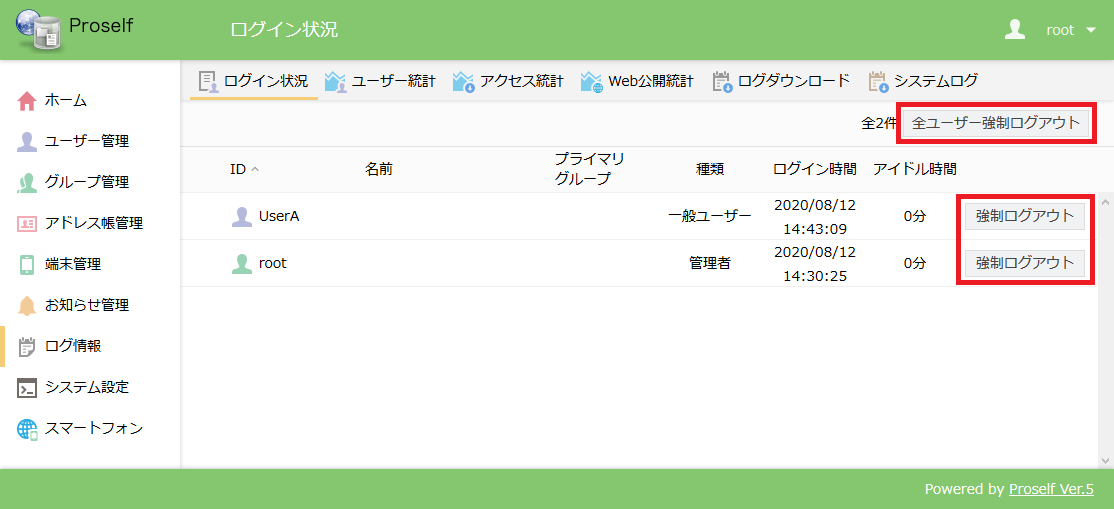 Proself
ログイン状況
root
ログイン状況 ユーザー統計 アクセス統計 Web公開統計 ログダウンロード システムログ
ホーム
ユーザー管理
グループ管理
アドレス帳管理
端末管理
お知らせ管理
ログ情報
システム設定
スマートフォン
全2件 全ユーザー強制ログアウト
ID 名前 プライマリ
グループ 種類 ログイン時間 アイドル時間
UserA 一般ユーザー 2020/08/12
14:43:09 0分 強制ログアウト
root 管理者 2020/08/12
14:30:25 0分 強制ログアウト
Powered by Proself Ver.5